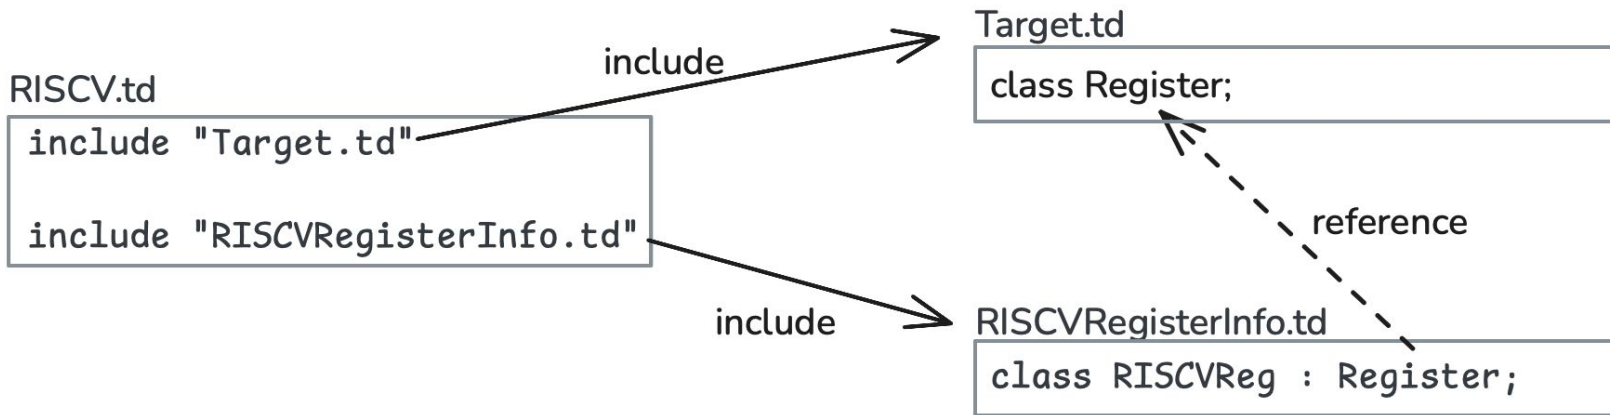 RISCV.td
include "Target.td"
include "RISCVRegisterInfo.td"
include
include
Target.td
class Register;
reference
RISCVRegisterInfo.td
class RISCVReg : Register;